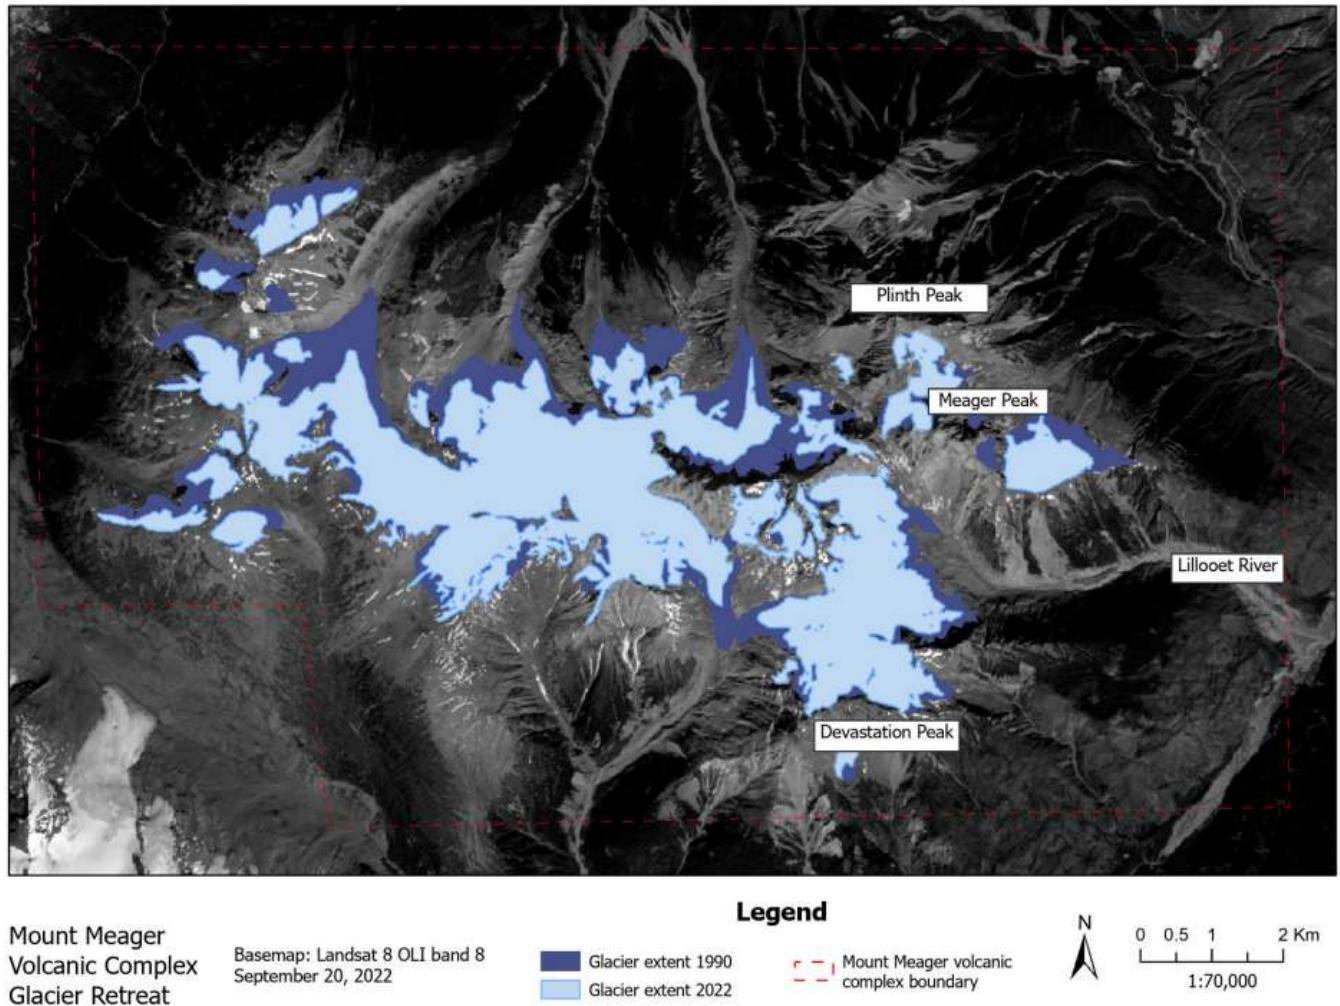 Plinth Peak
Meager Peak
Lillooet River
Devastation Peak
Legend
Mount Meager
Volcanic Complex
Glacier Retreat
Basemap: Landsat 8 OLI band 8
September 20, 2022
Glacier extent 1990
Glacier extent 2022
Mount Meager volcanic
complex boundary
N
0 0.5 1 2 Km
1:70,000